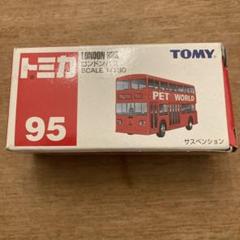 トミカ
LONDON BUS
ロンドンバス
SCALE 1/130
TOMY
PET WORLD
95
サスペンション